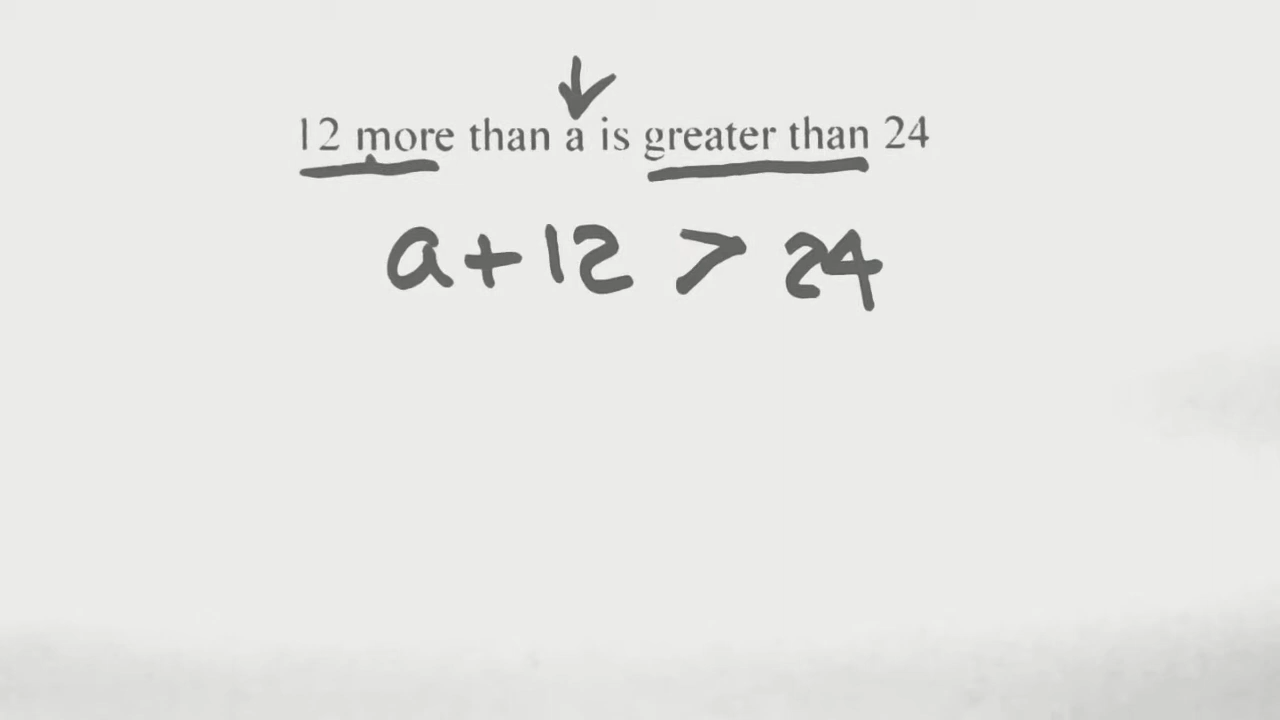 12 more than a is greater than 24
a + 12 > 24